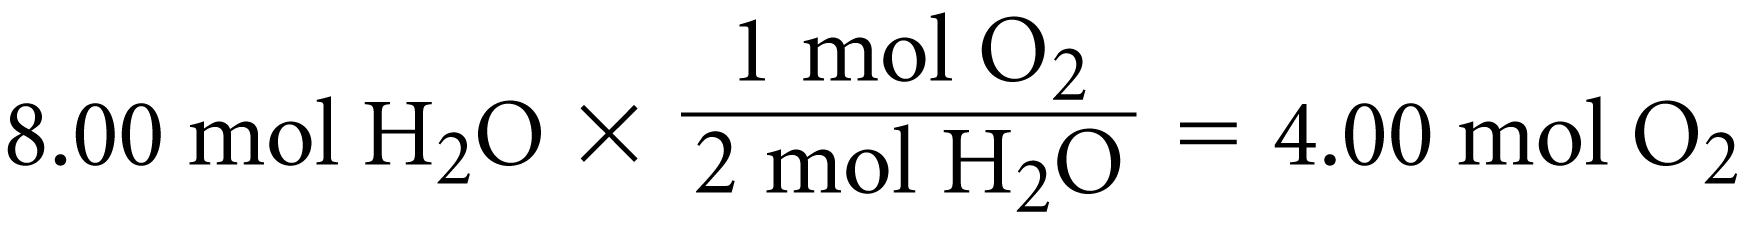 8.00 mol H₂O × (1 mol O₂ / 2 mol H₂O) = 4.00 mol O₂